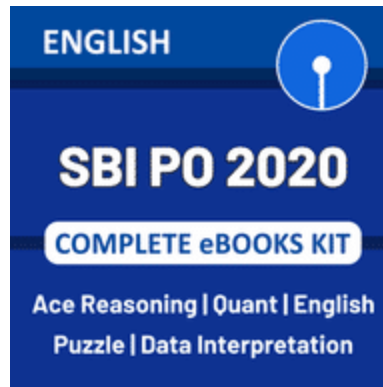 ENGLISH
SBI PO 2020
COMPLETE eBOOKS KIT
Ace Reasoning | Quant | English
Puzzle | Data Interpretation